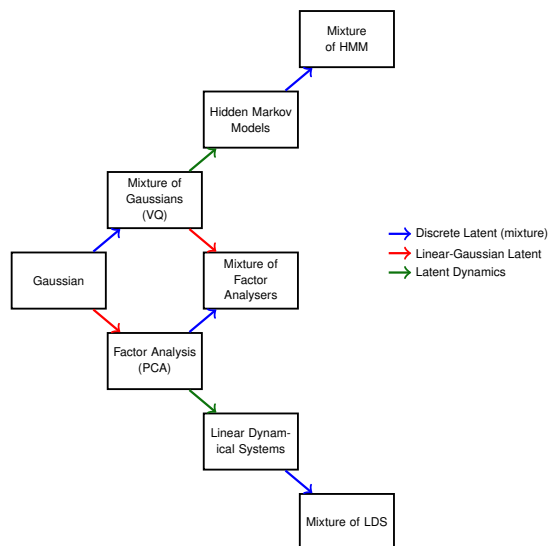 Mixture
of HMM
Hidden Markov
Models
Mixture of
Gaussians
(VQ)
Discrete Latent (mixture)
Linear-Gaussian Latent
Latent Dynamics
Gaussian
Mixture of
Factor
Analysers
Factor Analysis
(PCA)
Linear Dynam-
ical Systems
Mixture of LDS